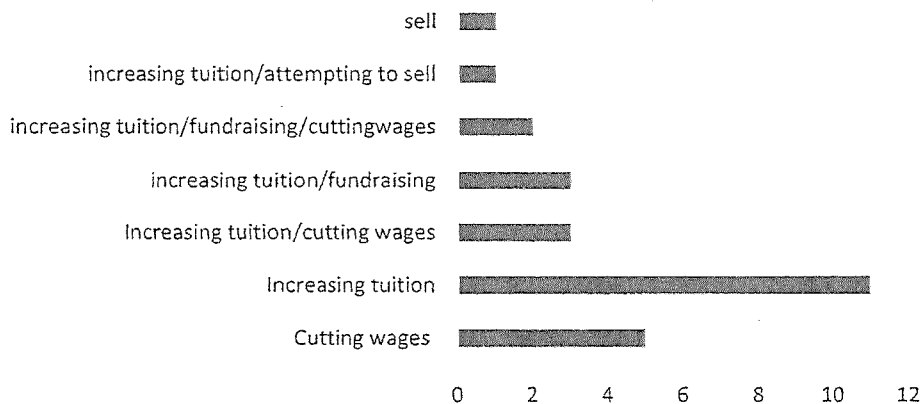 sell
increasing tuition/attempting to sell
increasing tuition/fundraising/cuttingwages
increasing tuition/fundraising
Increasing tuition/cutting wages
Increasing tuition
Cutting wages
0 2 4 6 8 10 12